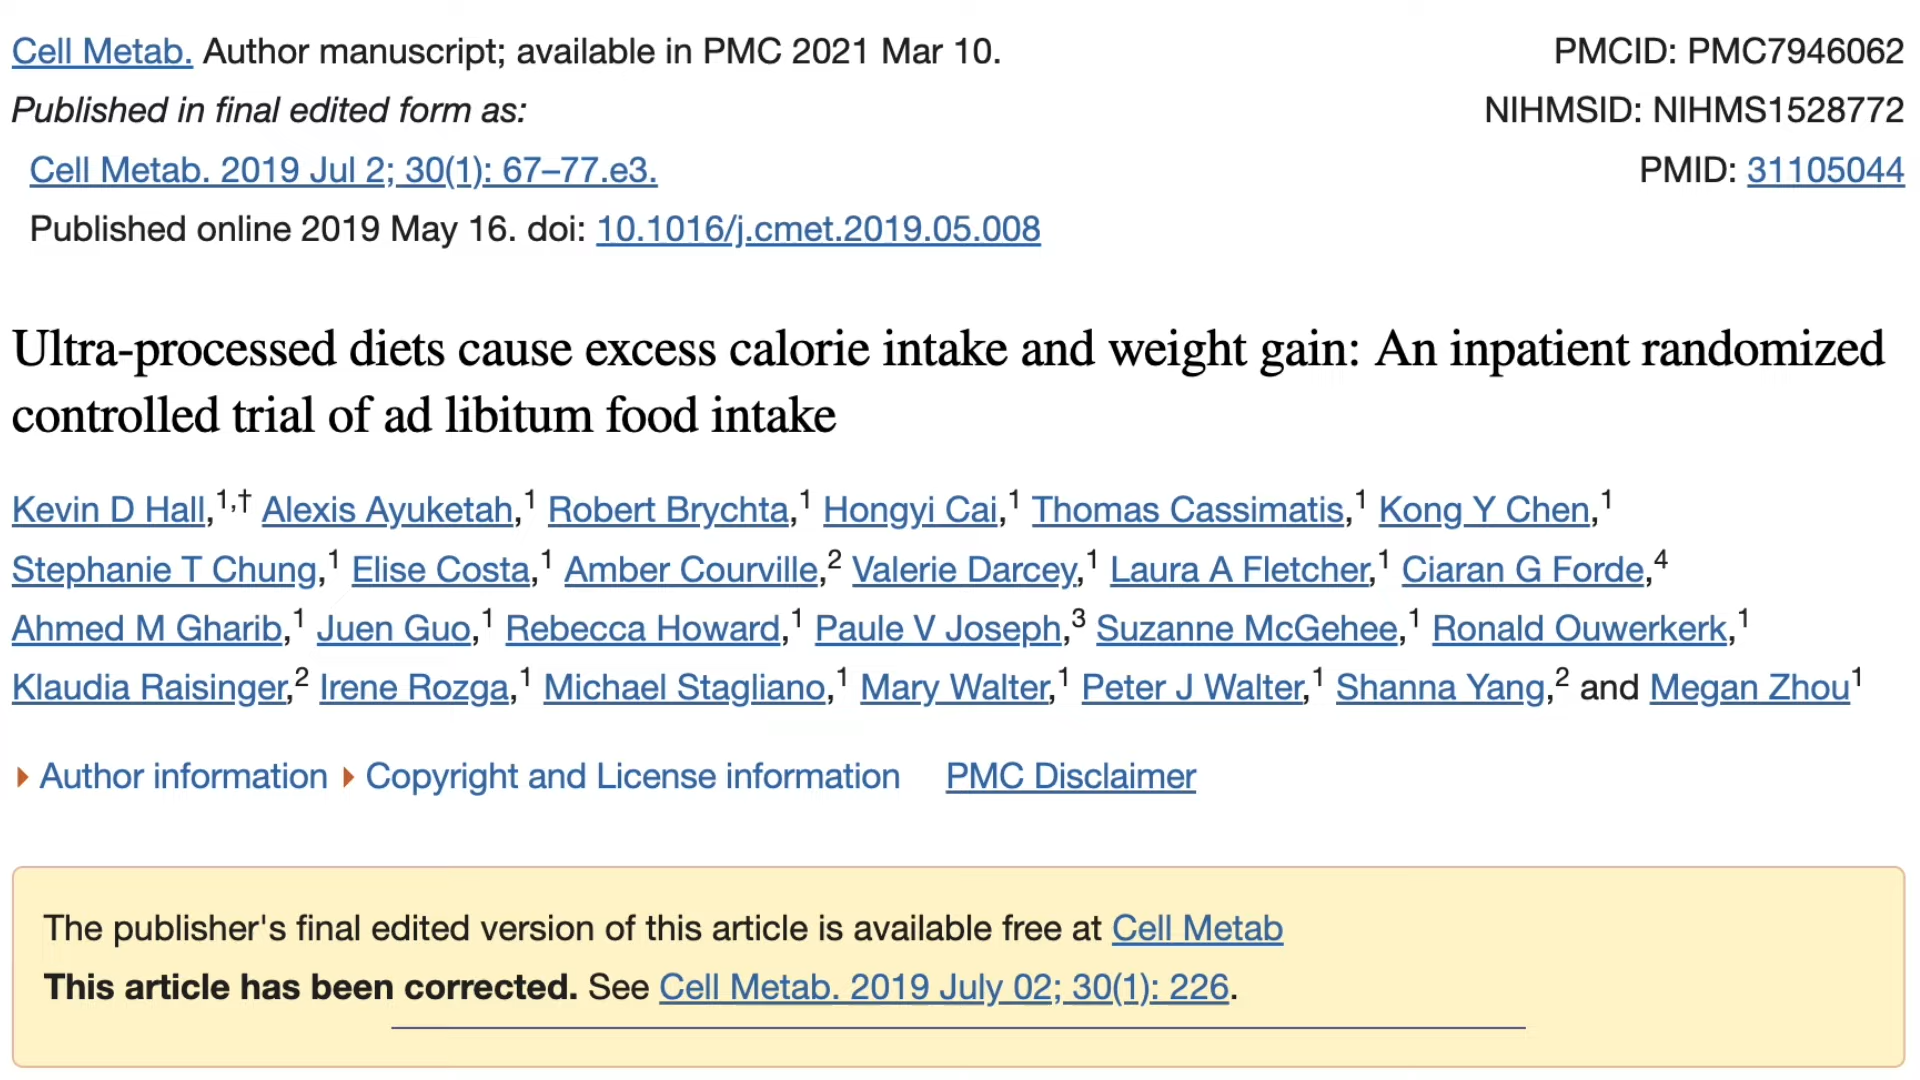 Cell Metab. Author manuscript; available in PMC 2021 Mar 10.
PMCID: PMC7946062
Published in final edited form as:
NIHMSID: NIHMS1528772
Cell Metab. 2019 Jul 2; 30(1): 67–77.e3.
PMID: 31105044
Published online 2019 May 16. doi: 10.1016/j.cmet.2019.05.008
Ultra-processed diets cause excess calorie intake and weight gain: An inpatient randomized
controlled trial of ad libitum food intake
Kevin D Hall,1,† Alexis Ayuketah,1 Robert Brychta,1 Hongyi Cai,1 Thomas Cassimatis,1 Kong Y Chen,1
Stephanie T Chung,1 Elise Costa,1 Amber Courville,2 Valerie Darcey,1 Laura A Fletcher,1 Ciaran G Forde,4
Ahmed M Gharib,1 Juen Guo,1 Rebecca Howard,1 Paule V Joseph,3 Suzanne McGehee,1 Ronald Ouwerkerk,1
Klaudia Raisinger,2 Irene Rozga,1 Michael Stagliano,1 Mary Walter,1 Peter J Walter,1 Shanna Yang,2 and Megan Zhou1
Author information Copyright and License information PMC Disclaimer
The publisher's final edited version of this article is available free at Cell Metab
This article has been corrected. See Cell Metab. 2019 July 02; 30(1): 226.